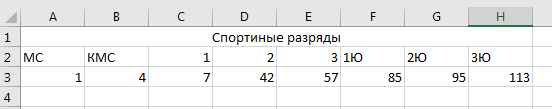 A B C D E F G H
1 Спортиные разряды
2 МС КМС 1 2 3 1Ю 2Ю 3Ю
3 1 4 7 42 57 85 95 113
4